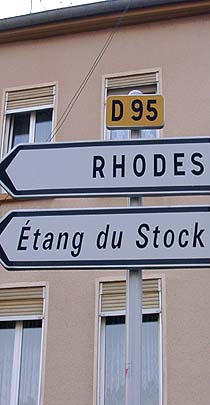 D 95
RHODES
Étang du Stock